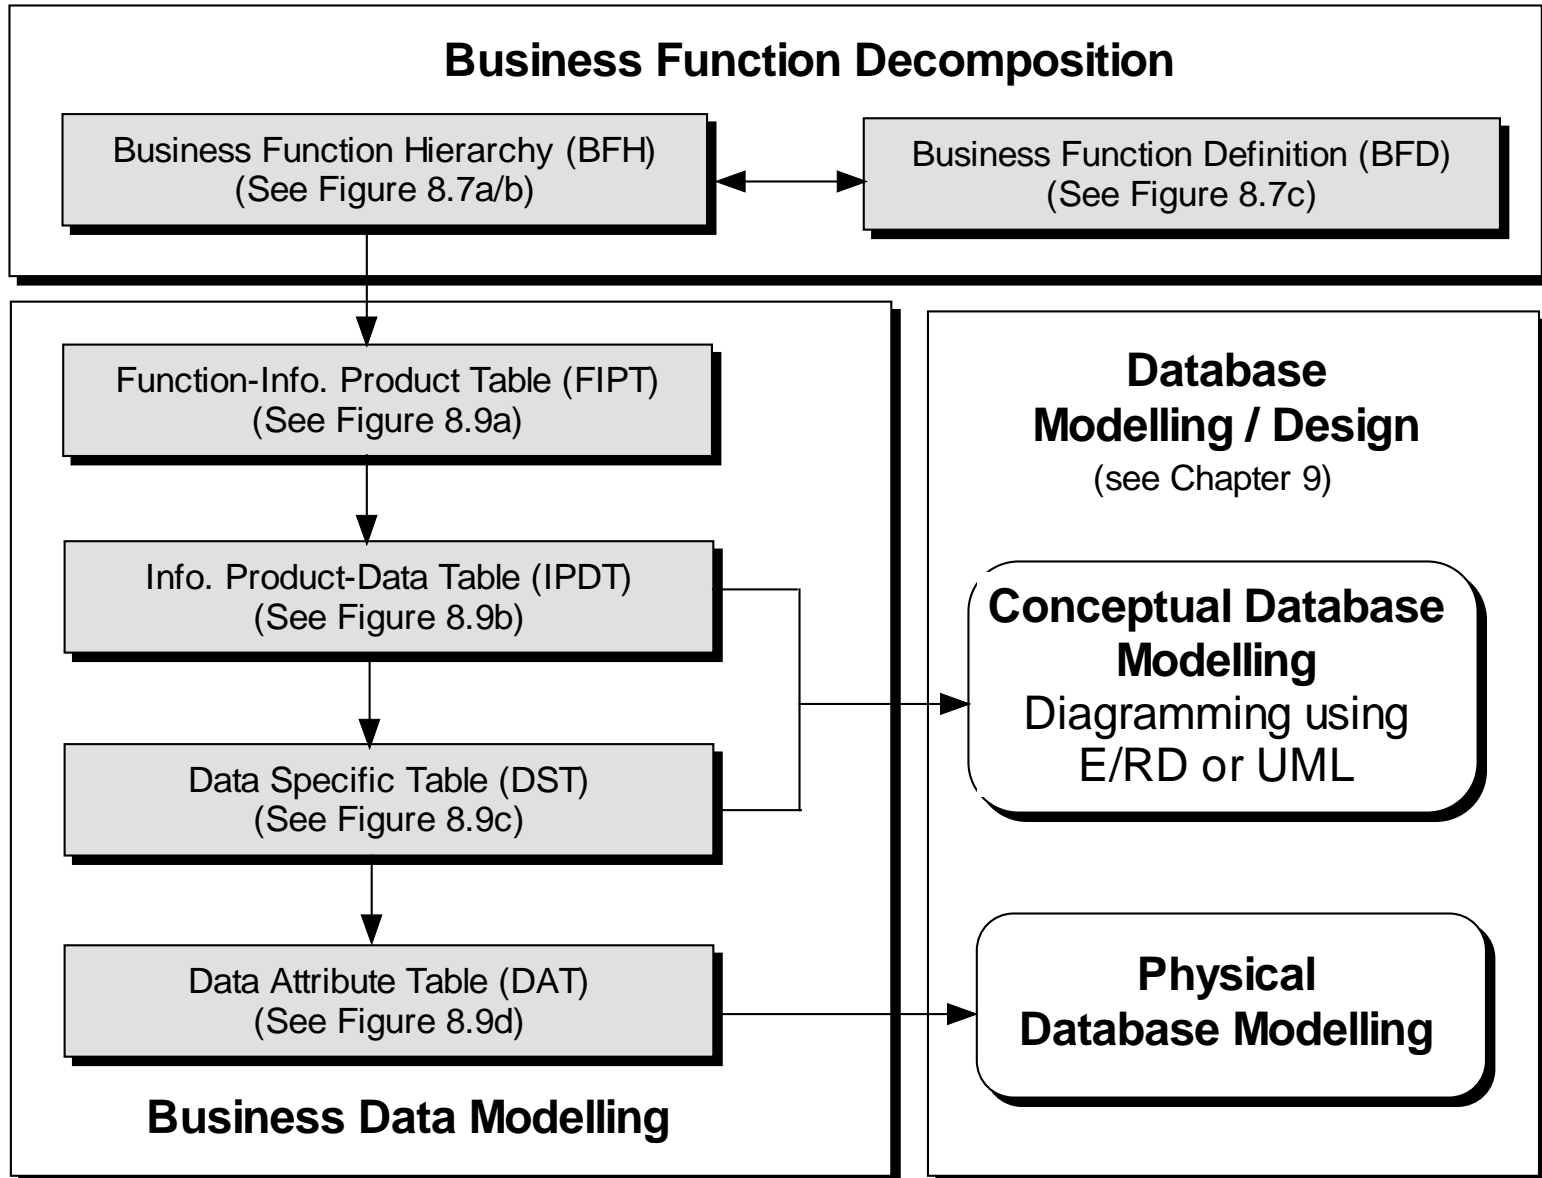 Business Function Decomposition
Business Function Hierarchy (BFH)
(See Figure 8.7a/b)
Business Function Definition (BFD)
(See Figure 8.7c)
Function-Info. Product Table (FIPT)
(See Figure 8.9a)
Info. Product-Data Table (IPDT)
(See Figure 8.9b)
Data Specific Table (DST)
(See Figure 8.9c)
Data Attribute Table (DAT)
(See Figure 8.9d)
Business Data Modelling
Database
Modelling / Design
(see Chapter 9)
Conceptual Database
Modelling
Diagramming using
E/RD or UML
Physical
Database Modelling